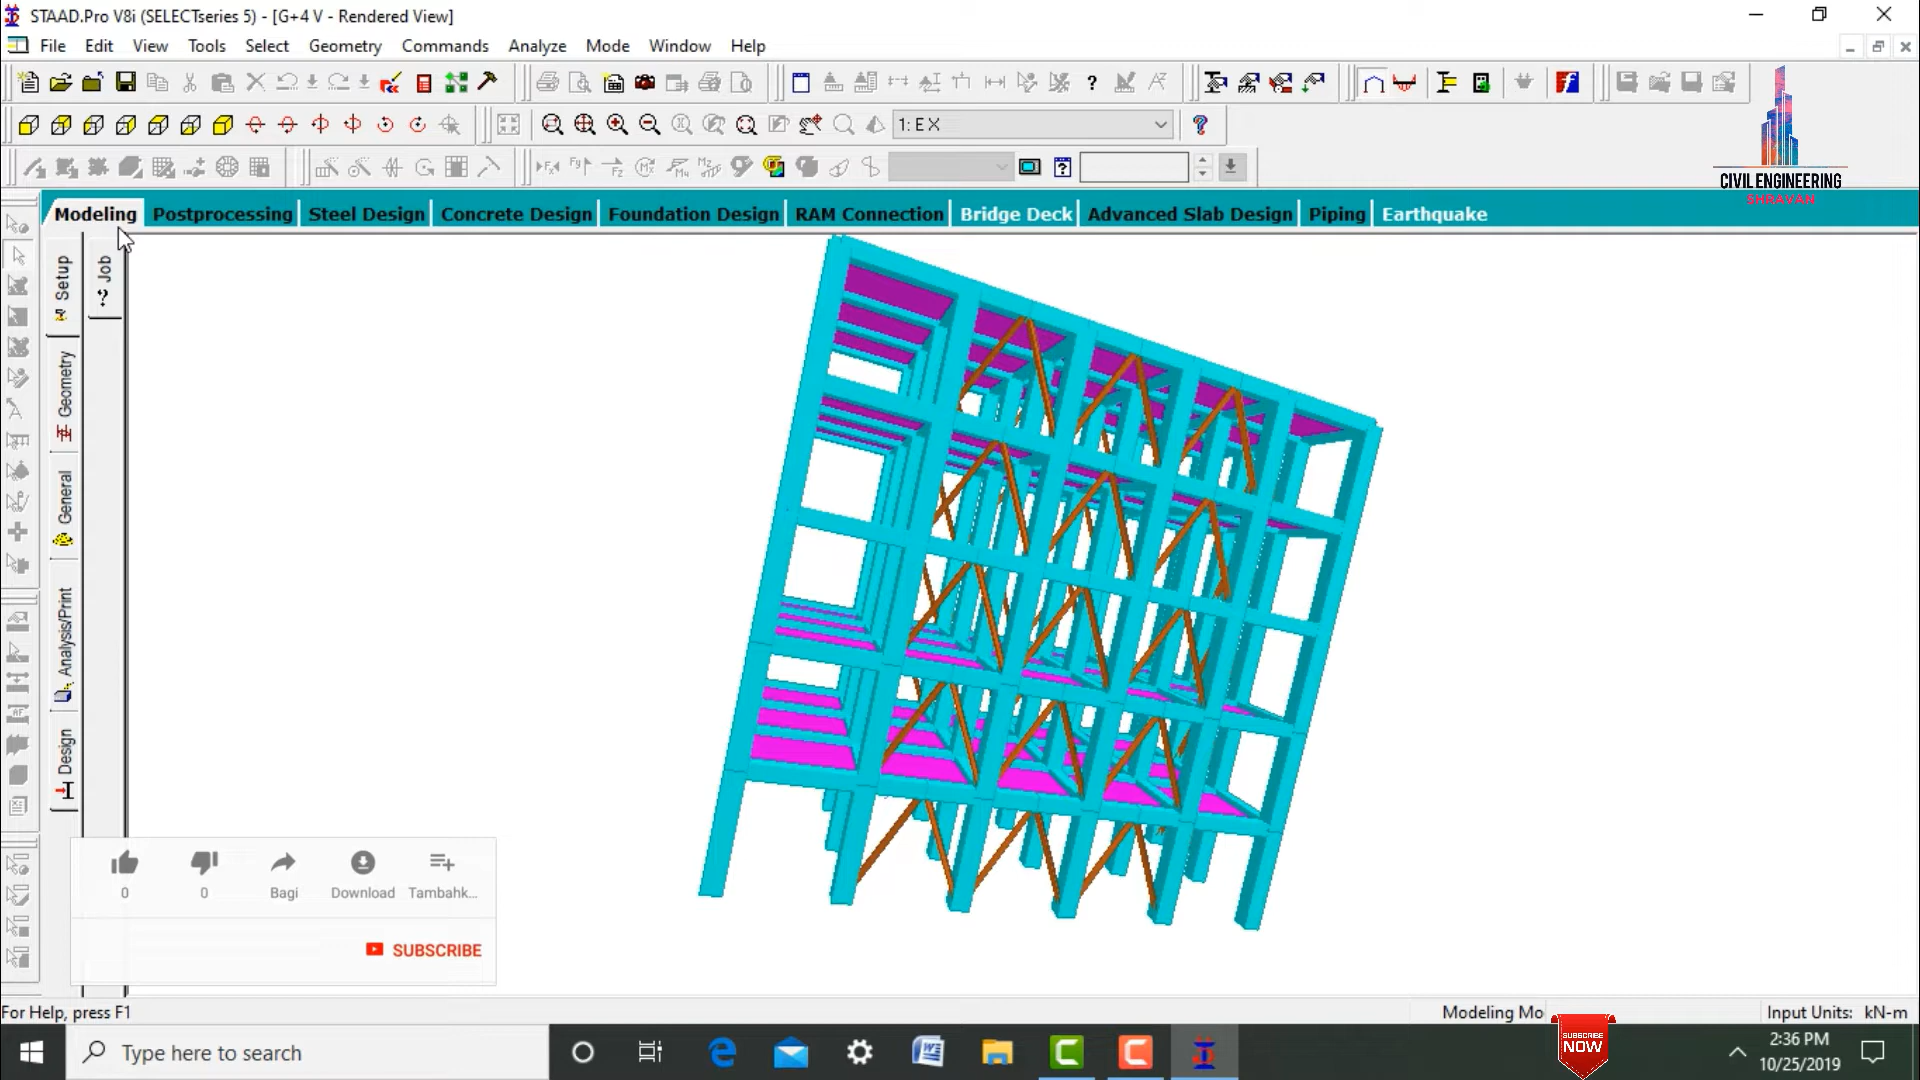 STAAD.Pro V8i (SELECTseries 5) - [G+4 V - Rendered View]
File Edit View Tools Select Geometry Commands Analyze Mode Window Help
1: E X
CIVIL ENGINEERING
SHRAVAN
Modeling Postprocessing Steel Design Concrete Design Foundation Design RAM Connection Bridge Deck Advanced Slab Design Piping Earthquake
Setup
Job
Geometry
General
Analysis/Print
Design
0 0 Bagi Download Tambahk...
SUBSCRIBE
For Help, press F1
Modeling Mo
Input Units: kN-m
Type here to search
SUBSCRIBE
NOW
2:36 PM
10/25/2019